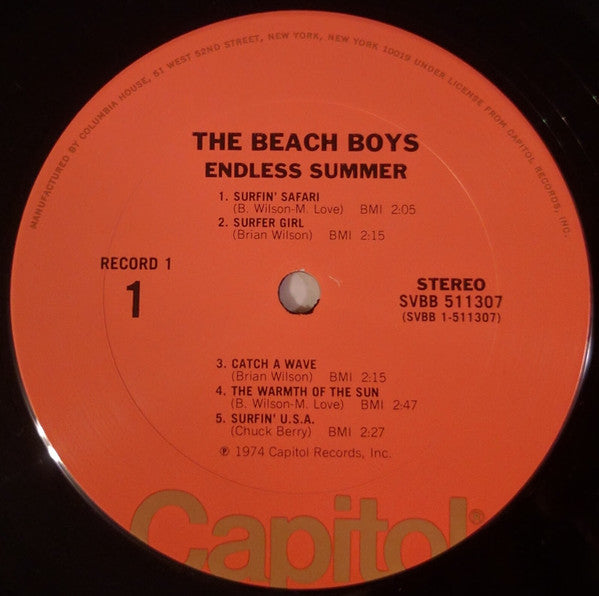 MANUFACTURED BY COLUMBIA HOUSE, 51 WEST 52ND STREET, NEW YORK, NEW YORK 10019 UNDER LICENSE FROM CAPITOL RECORDS, INC.
THE BEACH BOYS
ENDLESS SUMMER
1. SURFIN' SAFARI
(B. Wilson-M. Love) BMI 2:05
2. SURFER GIRL
(Brian Wilson) BMI 2:15
RECORD 1
1
STEREO
SVBB 511307
(SVBB 1-511307)
3. CATCH A WAVE
(Brian Wilson) BMI 2:15
4. THE WARMTH OF THE SUN
(B. Wilson-M. Love) BMI 2:47
5. SURFIN' U.S.A.
(Chuck Berry) BMI 2:27
℗ 1974 Capitol Records, Inc.
Capitol®